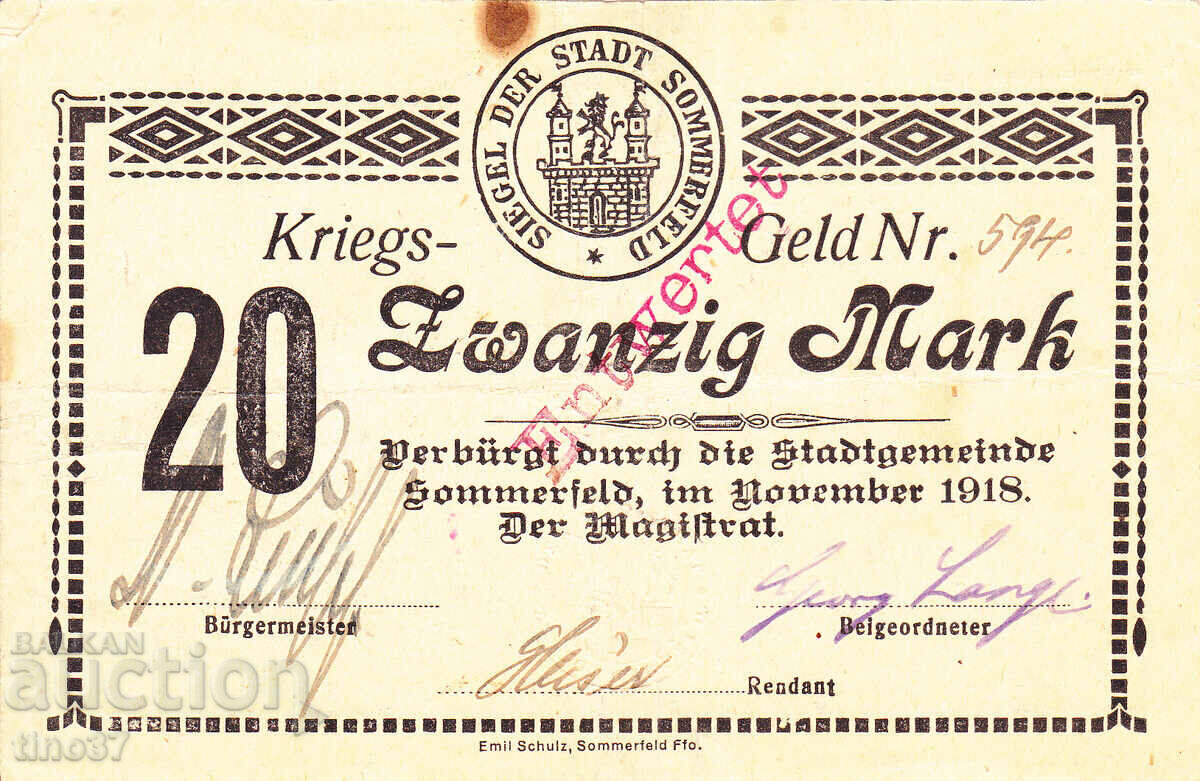 SIEGEL DER STADT SOMMERFELD
Kriegs-Geld Nr. 594.
20 Zwanzig Mark
Entwertet
Verbürgt durch die Stadtgemeinde
Sommerfeld, im November 1918.
Der Magistrat.
Georg Lange.
Bürgermeister
Beigeordneter
Rendant
Emil Schulz, Sommerfeld Ffo.
BALKAN
auction
tino37